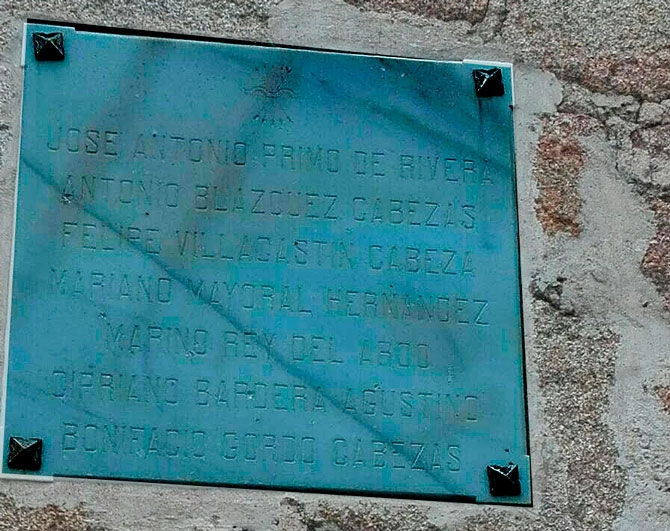 JOSE ANTONIO PRIMO DE RIVERA
ANTONIO BLAZQUEZ CABEZAS
FELIPE VILLACASTIN CABEZA
MARIANO MAYORAL HERNANDEZ
MARINO REY DEL
CIPRIANO BARDERA AGUSTINO
BONIFACIO GORDO CABEZAS